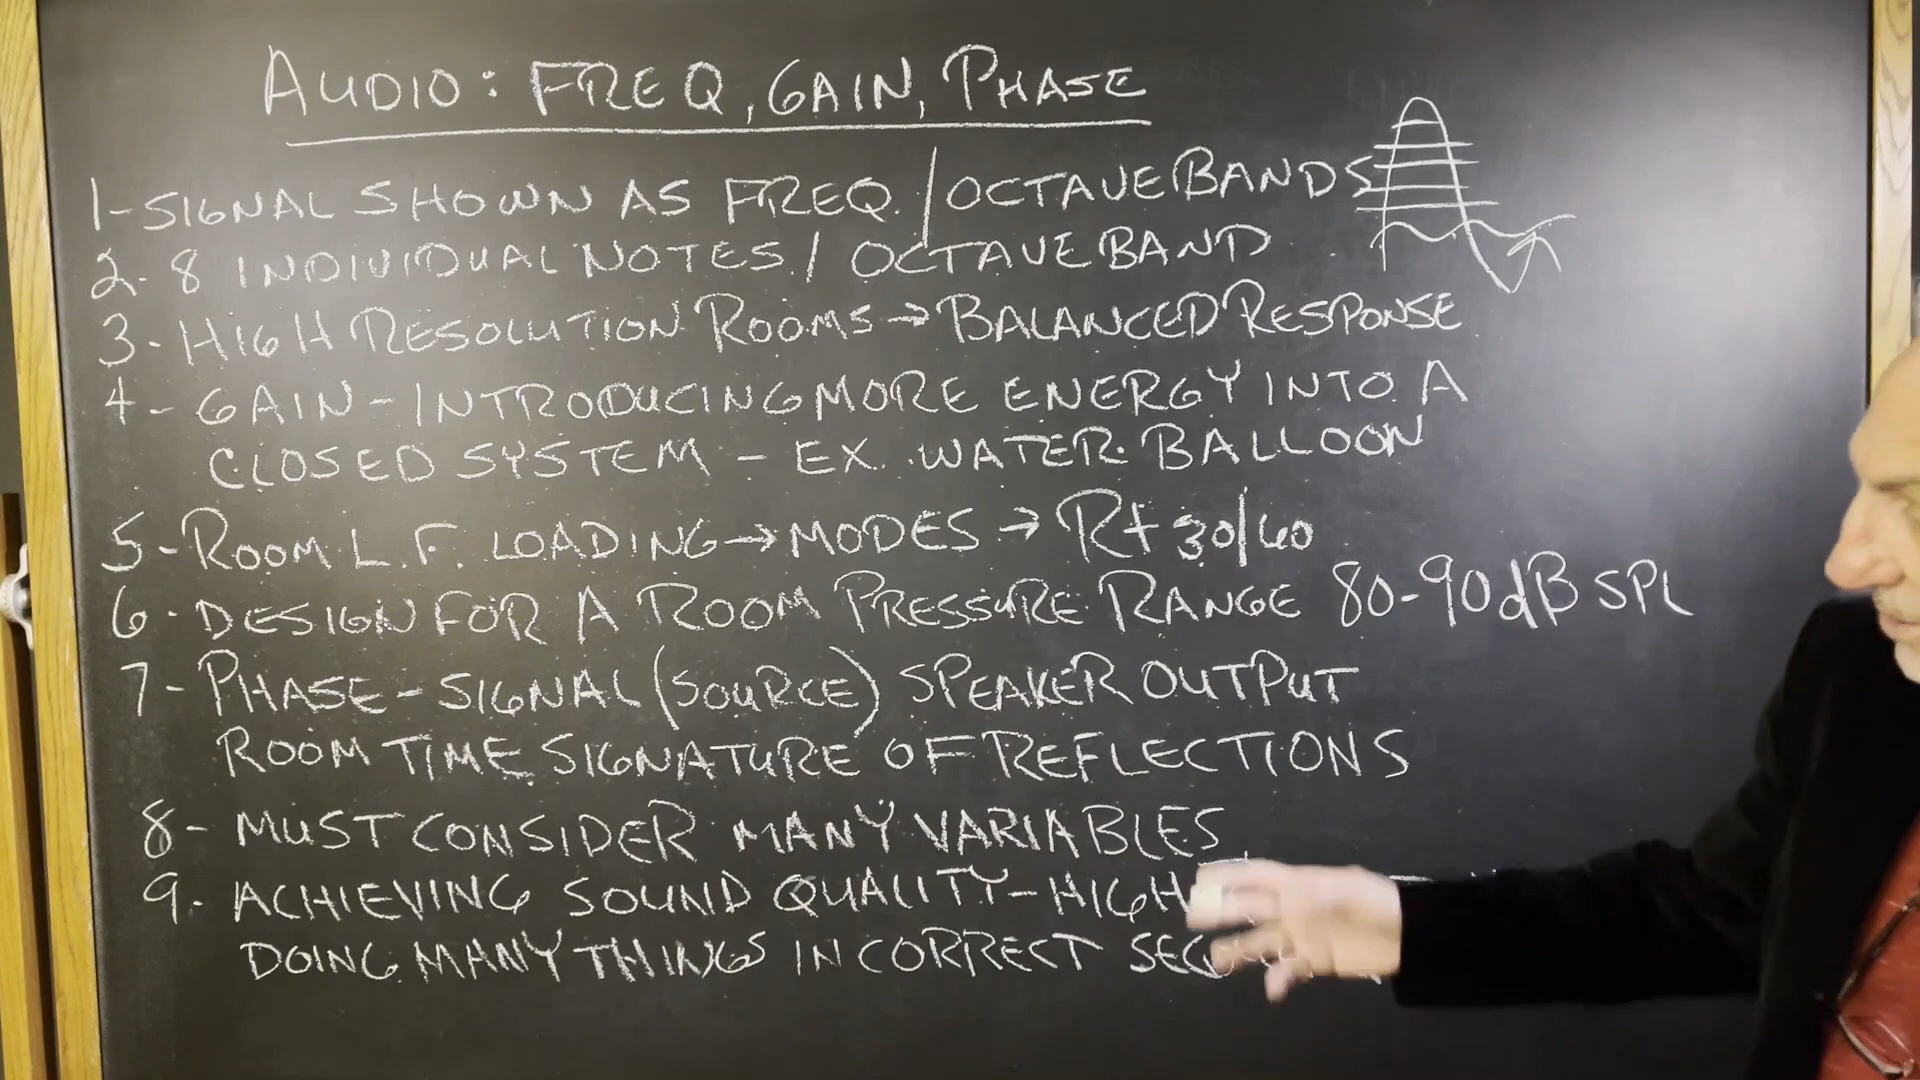 AUDIO: FREQ, GAIN, PHASE
1-SIGNAL SHOWN AS FREQ./OCTAVE BANDS
2-8 INDIVIDUAL NOTES/OCTAVE BAND
3-HIGH RESOLUTION ROOMS→BALANCED RESPONSE
4-GAIN-INTRODUCING MORE ENERGY INTO A
CLOSED SYSTEM-EX. WATER BALLOON
5-ROOM L.F. LOADING→MODES→Rt 30/60
6-DESIGN FOR A ROOM PRESSURE RANGE 80-90dB SPL
7-PHASE-SIGNAL (SOURCE) SPEAKER OUTPUT
ROOM TIME SIGNATURE OF REFLECTIONS
8-MUST CONSIDER MANY VARIABLES
9. ACHIEVING SOUND QUALITY-HIGH
DOING MANY THINGS IN CORRECT